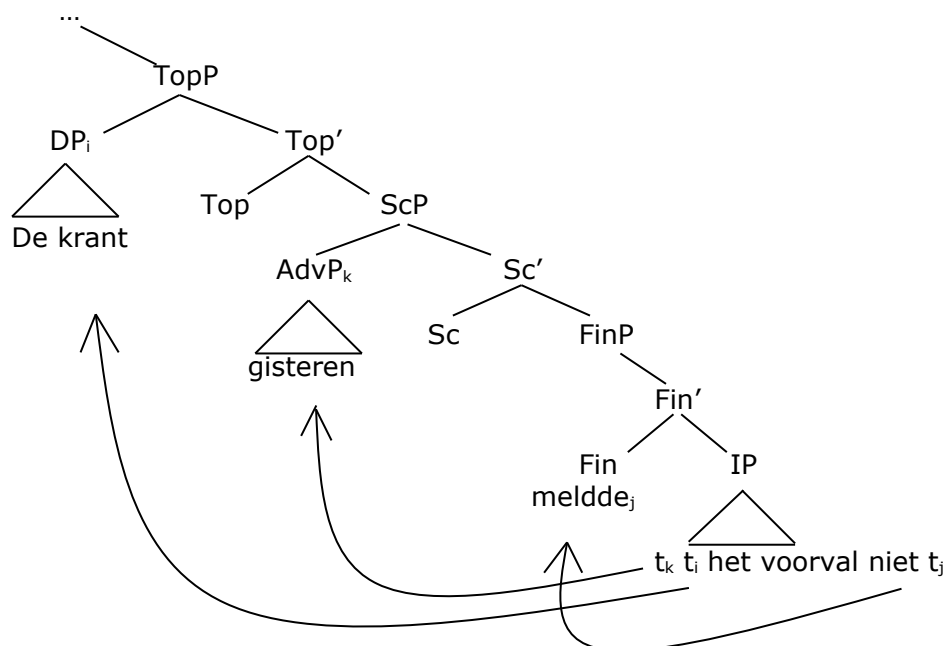 ...
TopP
DPᵢ Top′
Top ScP
De krant
AdvPₖ Sc′
Sc FinP
gisteren
Fin′
Fin IP
melddeⱼ
tₖ tᵢ het voorval niet tⱼ